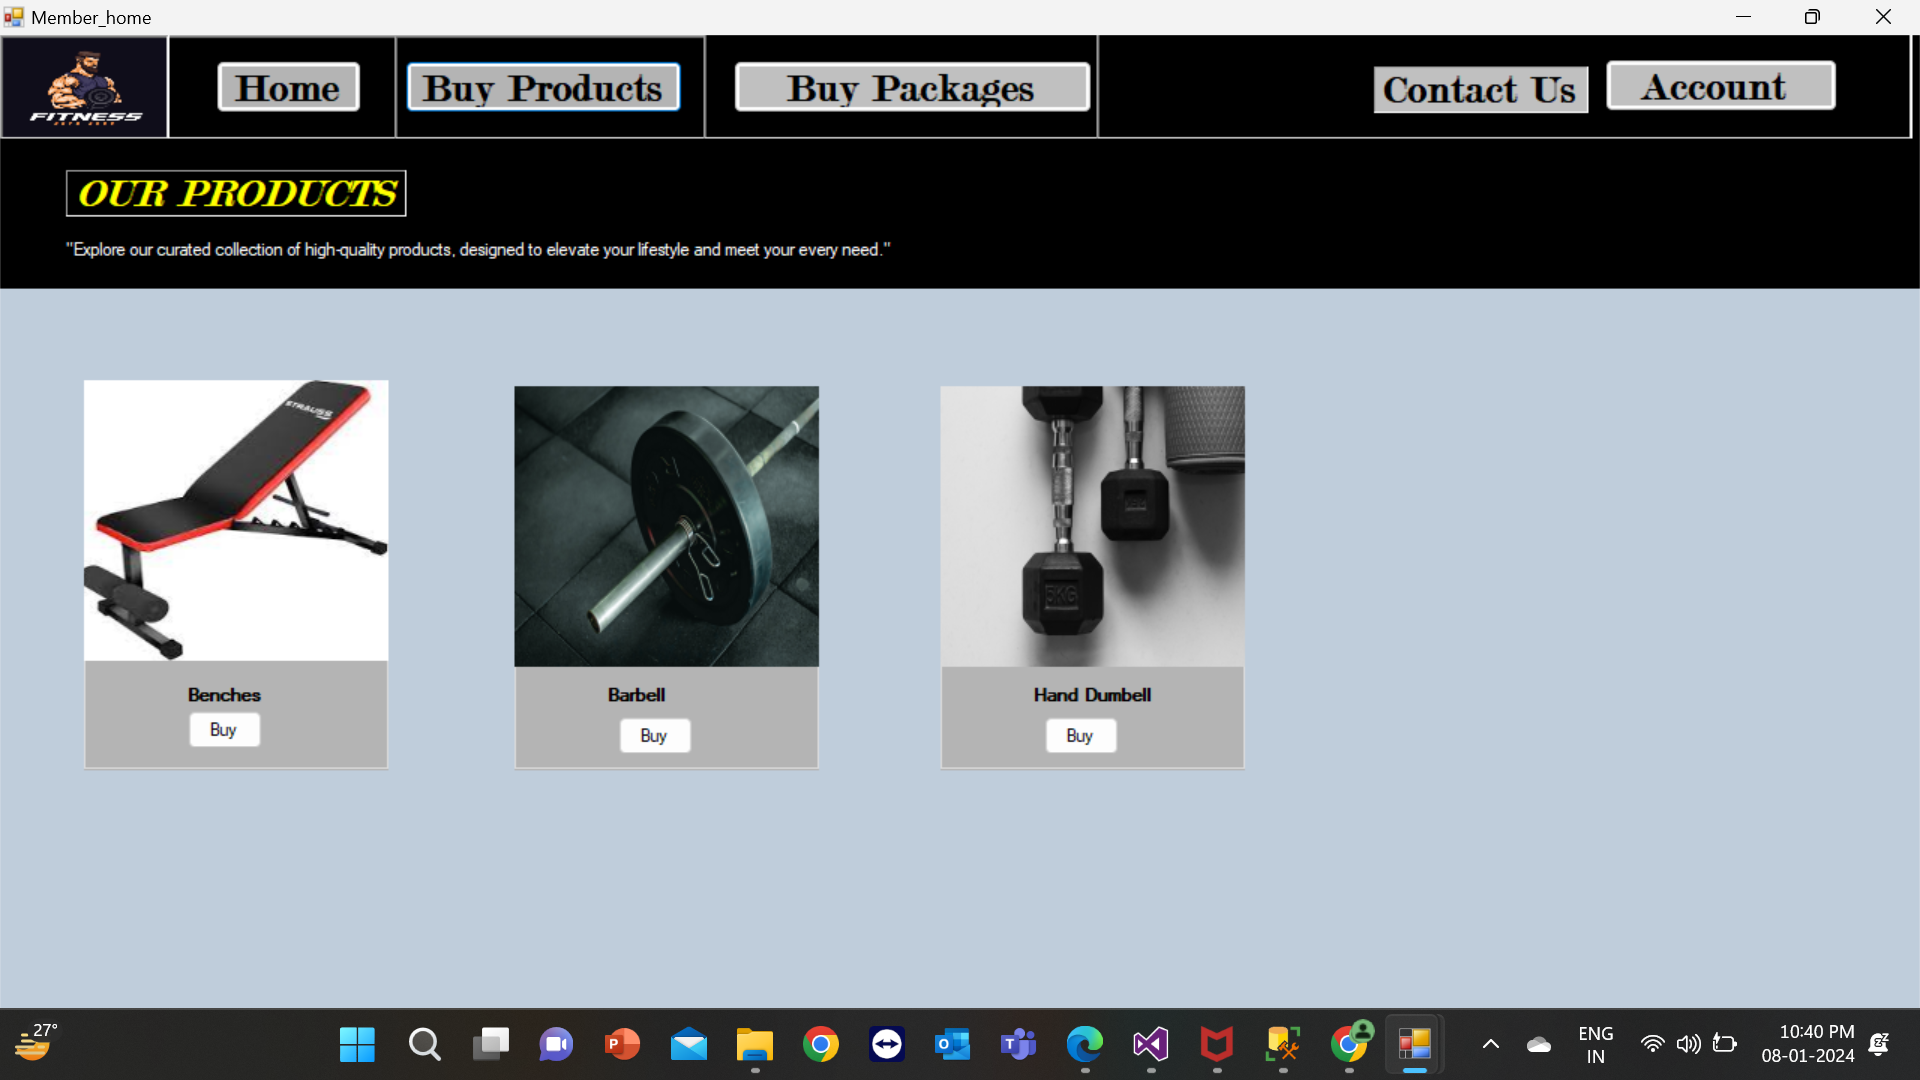 Member_home
FITNESS
Home
Buy Products
Buy Packages
Contact Us
Account
OUR PRODUCTS
"Explore our curated collection of high-quality products, designed to elevate your lifestyle and meet your every need."
STRAUSS
5KG
Benches
Barbell
Hand Dumbell
Buy
Buy
Buy
27°
ENG
IN
10:40 PM
08-01-2024